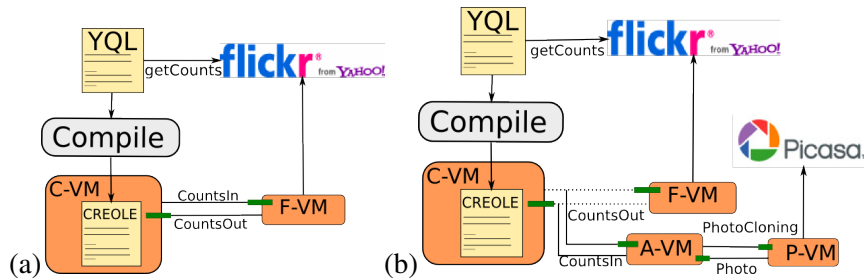 YQL
getCounts
flickr® from YAHOO!
Compile
C-VM
CREOLE
CountsIn
CountsOut
F-VM
(a)
YQL
getCounts
flickr® from YAHOO!
Compile
Picasa.
C-VM
CREOLE
CountsOut
F-VM
CountsIn
A-VM
PhotoCloning
Photo
P-VM
(b)